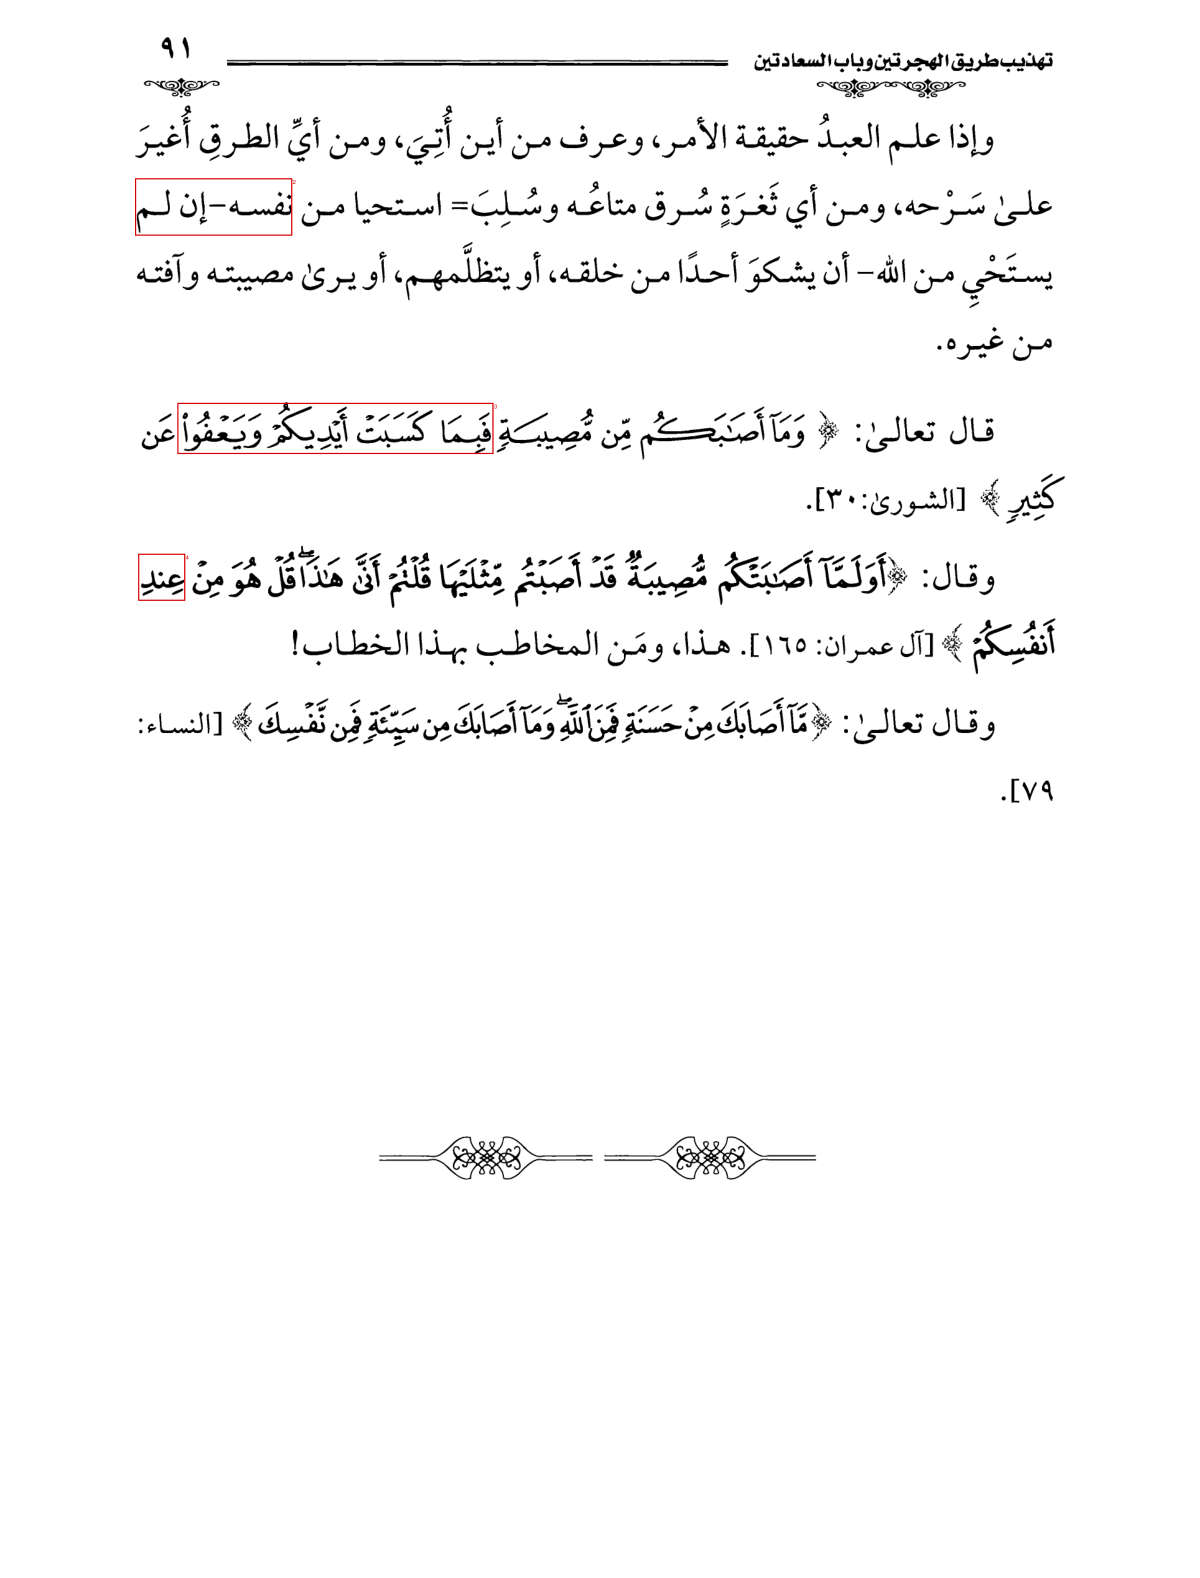 تهذيب طريق الهجرتين وباب السعادتين
٩١
وإذا علم العبدُ حقيقة الأمر، وعرف من أين أُتِيَ، ومن أيِّ الطرقِ أُغيرَ
علىٰ سَرْحه، ومن أي ثَغرَةٍ سُرق متاعُه وسُلِبَ= استحيا من نفسه–إن لم
يستَحْيِ من الله– أن يشكوَ أحدًا من خلقه، أو يتظلَّمهم، أو يرىٰ مصيبته وآفته
من غيره.
قال تعالىٰ: ﴿ وَمَآ أَصَٰبَكُم مِّن مُّصِيبَةٖ فَبِمَا كَسَبَتۡ أَيۡدِيكُمۡ وَيَعۡفُواْ عَن
كَثِيرٖ ﴾ [الشورىٰ: ٣٠].
وقال: ﴿أَوَلَمَّآ أَصَٰبَتۡكُم مُّصِيبَةٞ قَدۡ أَصَبۡتُم مِّثۡلَيۡهَا قُلۡتُمۡ أَنَّىٰ هَٰذَاۖ قُلۡ هُوَ مِنۡ عِندِ
أَنفُسِكُمۡ ﴾ [آل عمران: ١٦٥]. هذا، ومَن المخاطب بهذا الخطاب!
وقال تعالىٰ: ﴿مَّآ أَصَابَكَ مِنۡ حَسَنَةٖ فَمِنَ ٱللَّهِۖ وَمَآ أَصَابَكَ مِن سَيِّئَةٖ فَمِن نَّفۡسِكَ ﴾ [النساء:
٧٩].